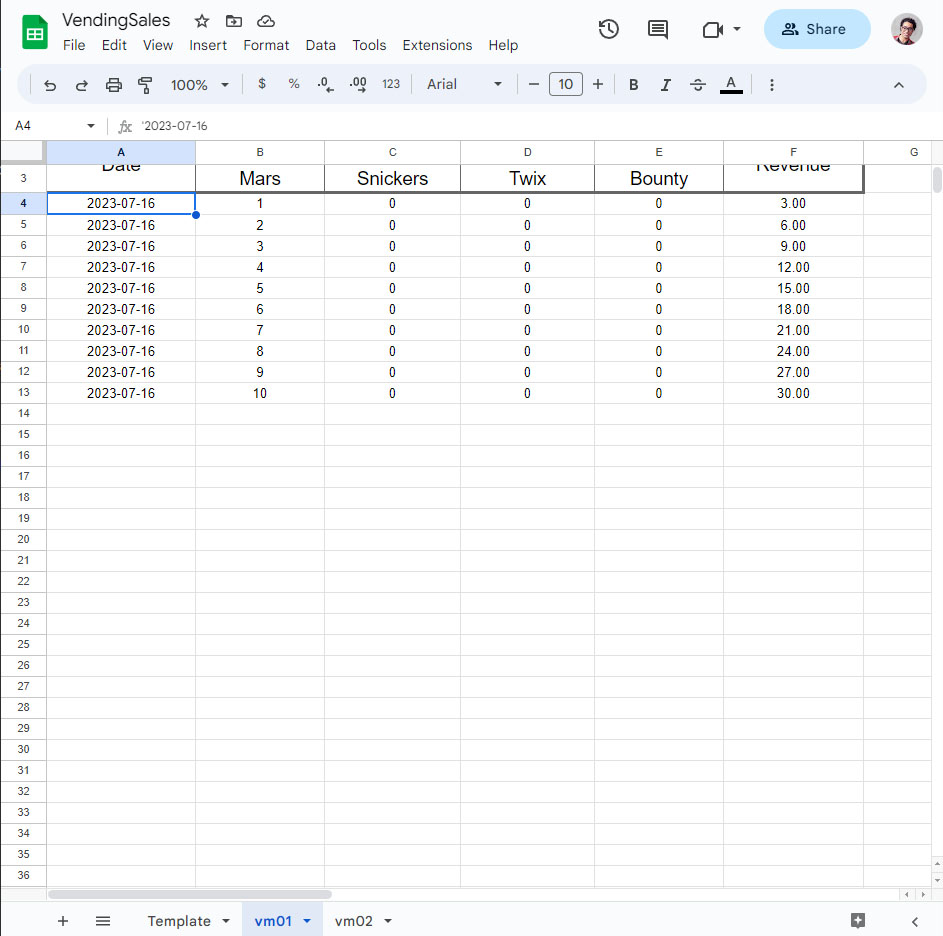 VendingSales
File Edit View Insert Format Data Tools Extensions Help
Share
100% $ % .0 .00 123 Arial 10 B I S A
A4 fx '2023-07-16
A B C D E F G
3 Date Mars Snickers Twix Bounty Revenue
4 2023-07-16 1 0 0 0 3.00
5 2023-07-16 2 0 0 0 6.00
6 2023-07-16 3 0 0 0 9.00
7 2023-07-16 4 0 0 0 12.00
8 2023-07-16 5 0 0 0 15.00
9 2023-07-16 6 0 0 0 18.00
10 2023-07-16 7 0 0 0 21.00
11 2023-07-16 8 0 0 0 24.00
12 2023-07-16 9 0 0 0 27.00
13 2023-07-16 10 0 0 0 30.00
14
15
16
17
18
19
20
21
22
23
24
25
26
27
28
29
30
31
32
33
34
35
36
Template vm01 vm02